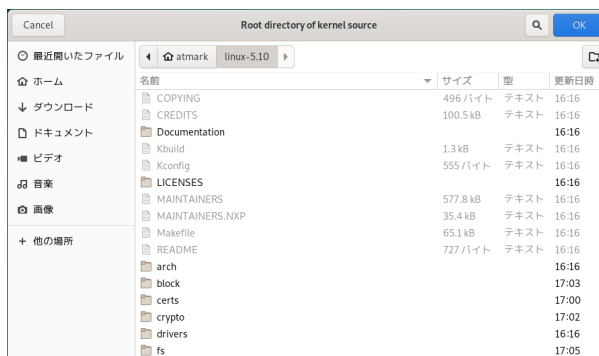 Cancel Root directory of kernel source OK
最近開いたファイル atmark linux-5.10
ホーム 名前 サイズ 型 更新日時
COPYING 496 バイト テキスト 16:16
ダウンロード CREDITS 100.5 kB テキスト 16:16
ドキュメント Documentation 16:16
Kbuild 1.3 kB テキスト 16:16
ビデオ Kconfig 555 バイト テキスト 16:16
音楽 LICENSES 16:16
MAINTAINERS 577.8 kB テキスト 16:16
画像 MAINTAINERS.NXP 35.4 kB テキスト 16:16
Makefile 65.1 kB テキスト 16:16
+ 他の場所 README 727 バイト テキスト 16:16
arch 16:16
block 17:03
certs 17:00
crypto 17:02
drivers 16:16
fs 17:05